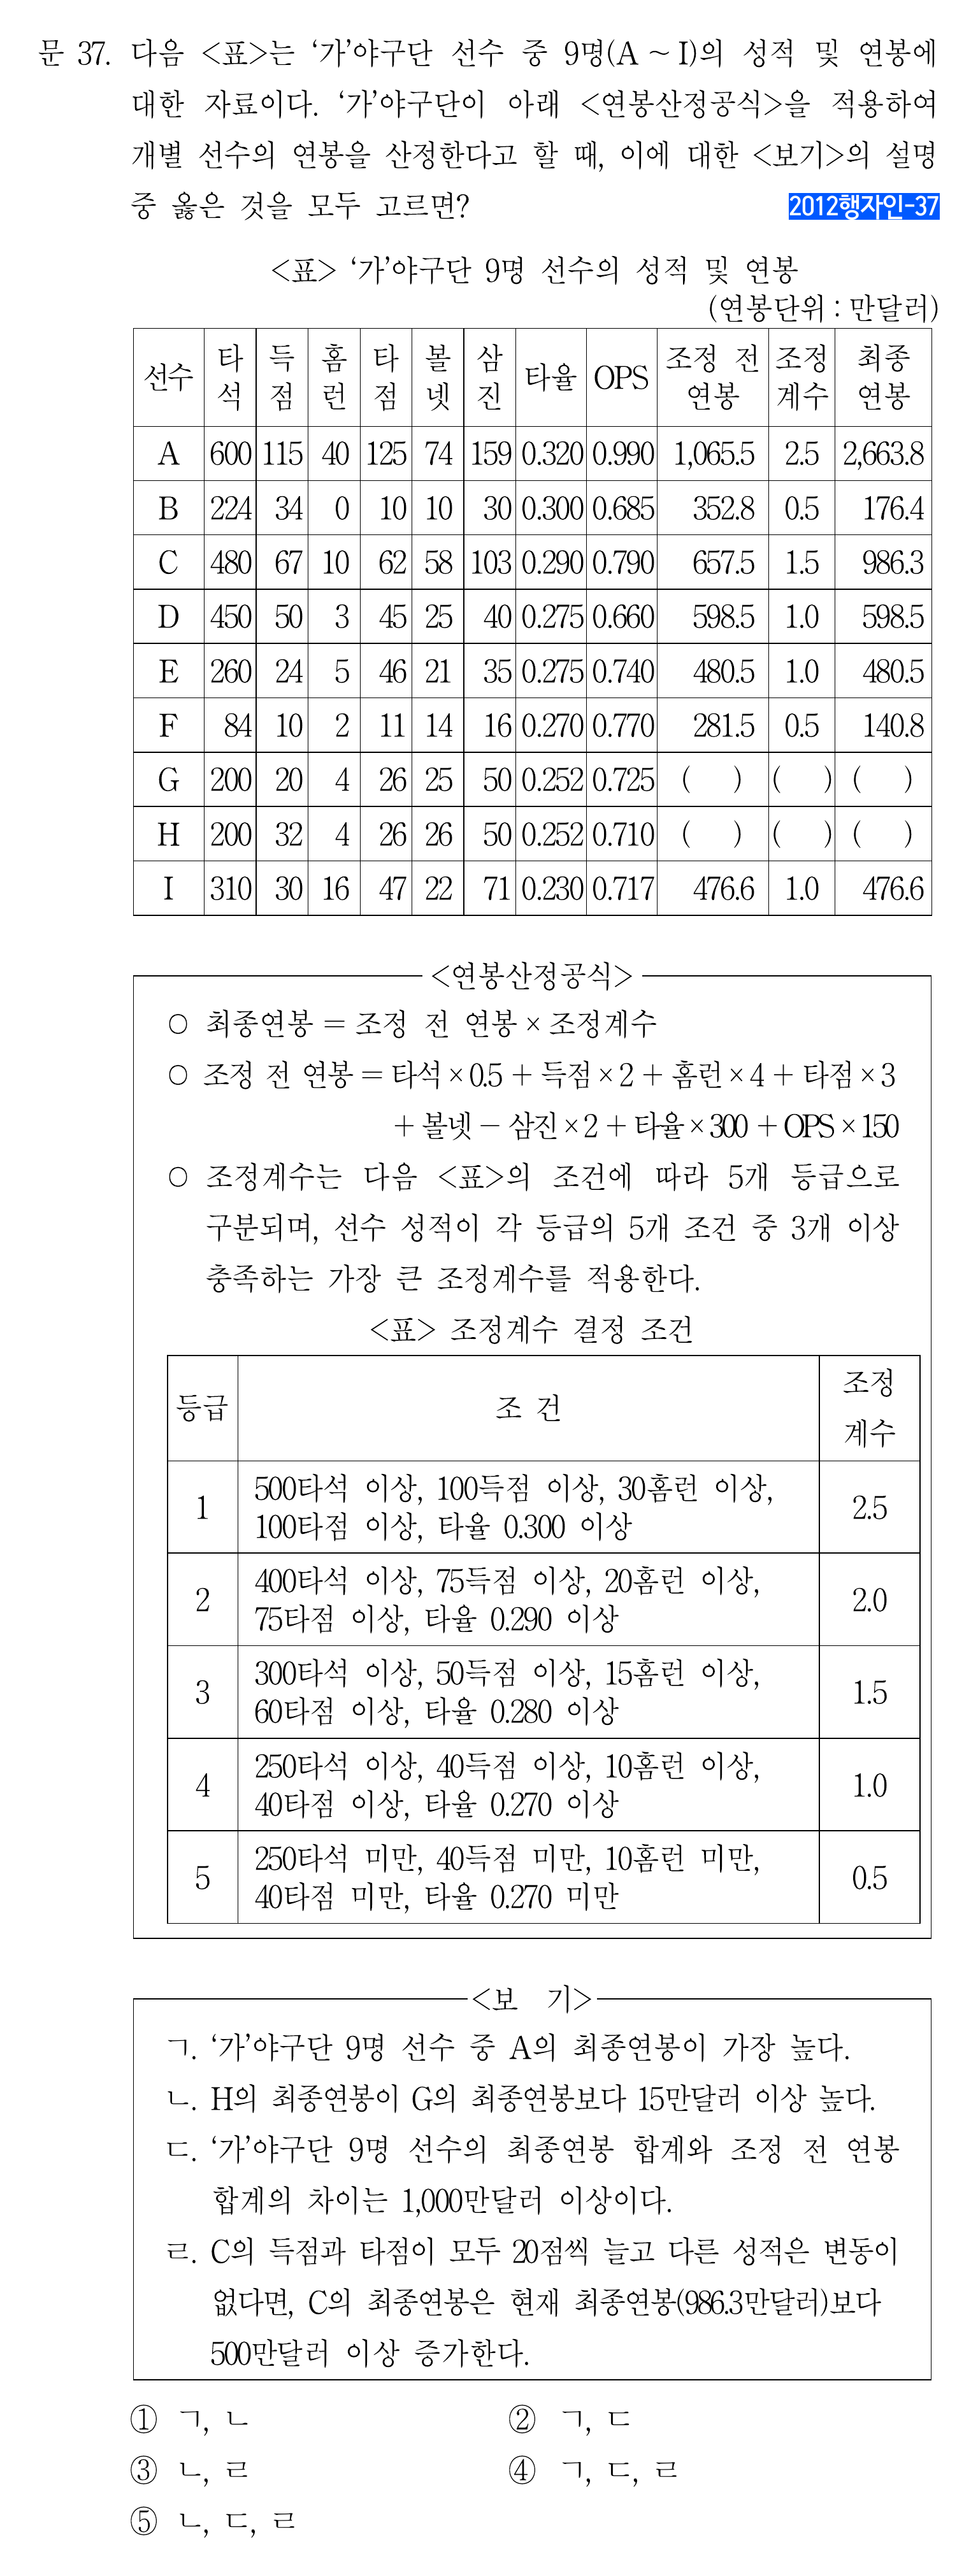 문 37. 다음 <표>는 ‘가’야구단 선수 중 9명(A ~ I)의 성적 및 연봉에
대한 자료이다. ‘가’야구단이 아래 <연봉산정공식>을 적용하여
개별 선수의 연봉을 산정한다고 할 때, 이에 대한 <보기>의 설명
중 옳은 것을 모두 고르면? 2012행자인-37
<표> ‘가’야구단 9명 선수의 성적 및 연봉
(연봉단위 : 만달러)
선수 타석 득점 홈런 타점 볼넷 삼진 타율 OPS 조정 전 연봉 조정계수 최종연봉
A 600 115 40 125 74 159 0.320 0.990 1,065.5 2.5 2,663.8
B 224 34 0 10 10 30 0.300 0.685 352.8 0.5 176.4
C 480 67 10 62 58 103 0.290 0.790 657.5 1.5 986.3
D 450 50 3 45 25 40 0.275 0.660 598.5 1.0 598.5
E 260 24 5 46 21 35 0.275 0.740 480.5 1.0 480.5
F 84 10 2 11 14 16 0.270 0.770 281.5 0.5 140.8
G 200 20 4 26 25 50 0.252 0.725 ( ) ( ) ( )
H 200 32 4 26 26 50 0.252 0.710 ( ) ( ) ( )
I 310 30 16 47 22 71 0.230 0.717 476.6 1.0 476.6
<연봉산정공식>
○ 최종연봉 = 조정 전 연봉 × 조정계수
○ 조정 전 연봉 = 타석 × 0.5 + 득점 × 2 + 홈런 × 4 + 타점 × 3
+ 볼넷 − 삼진 × 2 + 타율 × 300 + OPS × 150
○ 조정계수는 다음 <표>의 조건에 따라 5개 등급으로
구분되며, 선수 성적이 각 등급의 5개 조건 중 3개 이상
충족하는 가장 큰 조정계수를 적용한다.
<표> 조정계수 결정 조건
등급 조 건 조정계수
1 500타석 이상, 100득점 이상, 30홈런 이상,
100타점 이상, 타율 0.300 이상 2.5
2 400타석 이상, 75득점 이상, 20홈런 이상,
75타점 이상, 타율 0.290 이상 2.0
3 300타석 이상, 50득점 이상, 15홈런 이상,
60타점 이상, 타율 0.280 이상 1.5
4 250타석 이상, 40득점 이상, 10홈런 이상,
40타점 이상, 타율 0.270 이상 1.0
5 250타석 미만, 40득점 미만, 10홈런 미만,
40타점 미만, 타율 0.270 미만 0.5
<보 기>
ㄱ. ‘가’야구단 9명 선수 중 A의 최종연봉이 가장 높다.
ㄴ. H의 최종연봉이 G의 최종연봉보다 15만달러 이상 높다.
ㄷ. ‘가’야구단 9명 선수의 최종연봉 합계와 조정 전 연봉
합계의 차이는 1,000만달러 이상이다.
ㄹ. C의 득점과 타점이 모두 20점씩 늘고 다른 성적은 변동이
없다면, C의 최종연봉은 현재 최종연봉(986.3만달러)보다
500만달러 이상 증가한다.
① ㄱ, ㄴ ② ㄱ, ㄷ
③ ㄴ, ㄹ ④ ㄱ, ㄷ, ㄹ
⑤ ㄴ, ㄷ, ㄹ